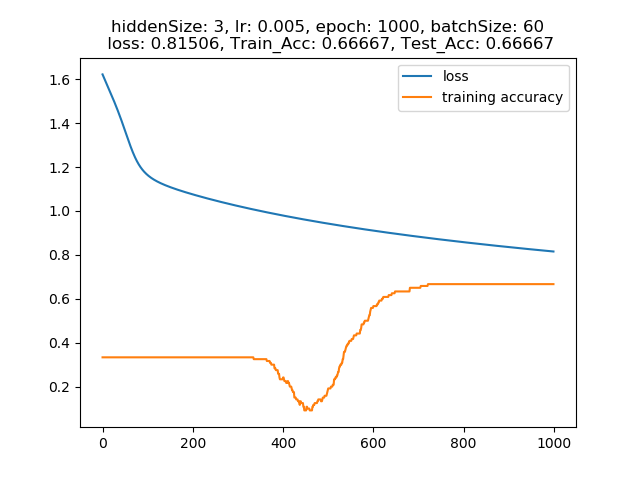 hiddenSize: 3, lr: 0.005, epoch: 1000, batchSize: 60
loss: 0.81506, Train_Acc: 0.66667, Test_Acc: 0.66667
loss
training accuracy
1.6
1.4
1.2
1.0
0.8
0.6
0.4
0.2
0 200 400 600 800 1000